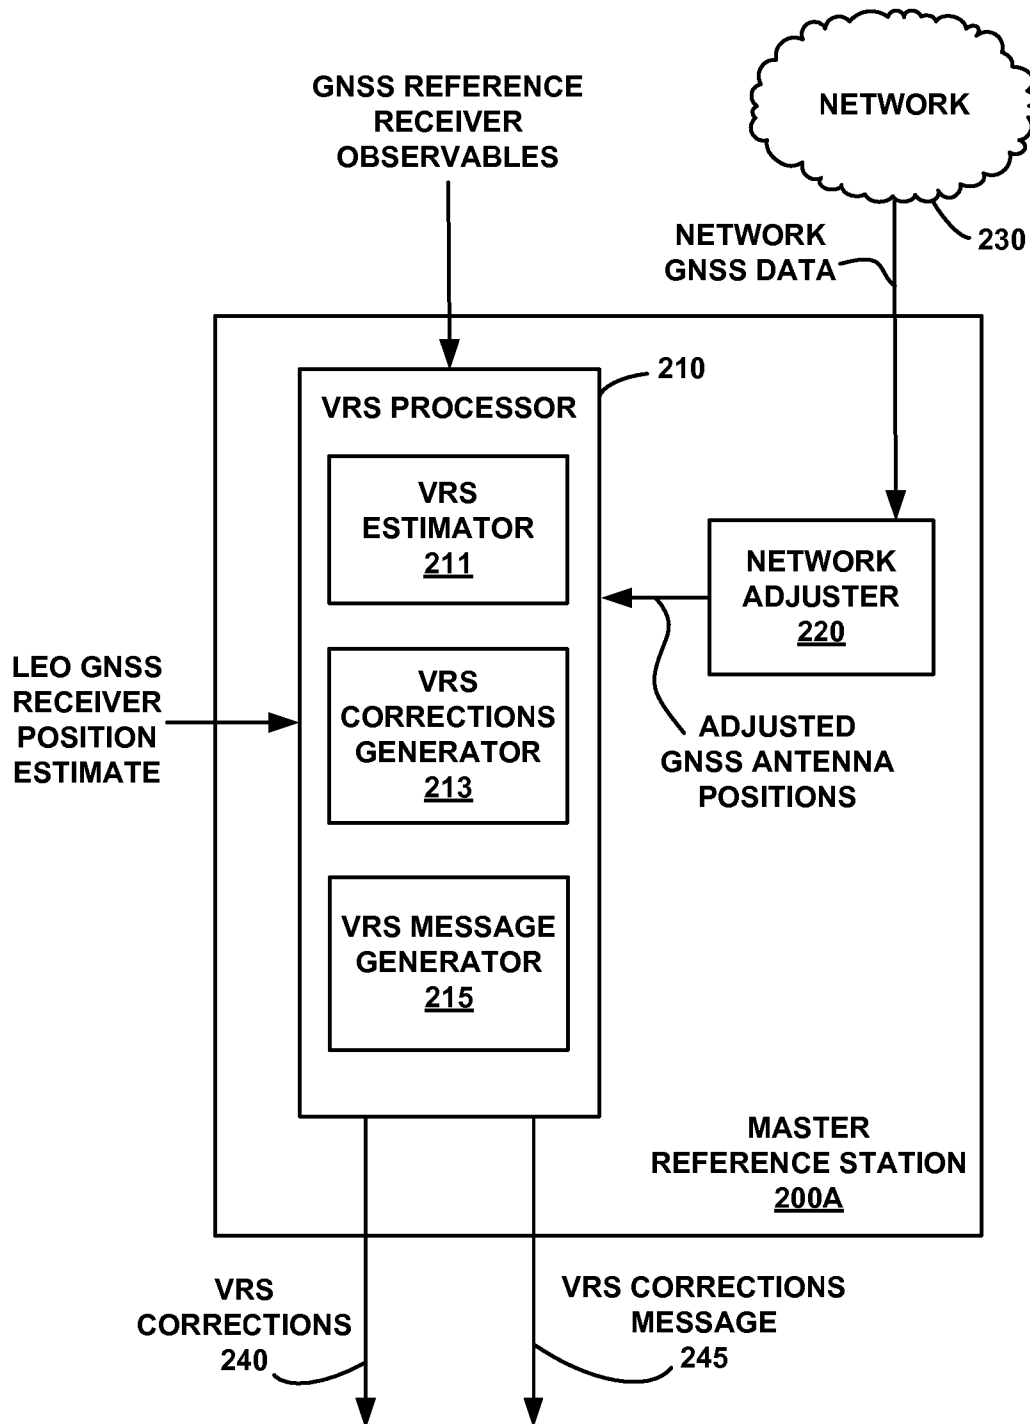 GNSS REFERENCE
RECEIVER
OBSERVABLES
NETWORK
230
NETWORK
GNSS DATA
210
VRS PROCESSOR
VRS
ESTIMATOR
211
NETWORK
ADJUSTER
220
LEO GNSS
RECEIVER
POSITION
ESTIMATE
VRS
CORRECTIONS
GENERATOR
213
ADJUSTED
GNSS ANTENNA
POSITIONS
VRS MESSAGE
GENERATOR
215
MASTER
REFERENCE STATION
200A
VRS
CORRECTIONS
240
VRS CORRECTIONS
MESSAGE
245